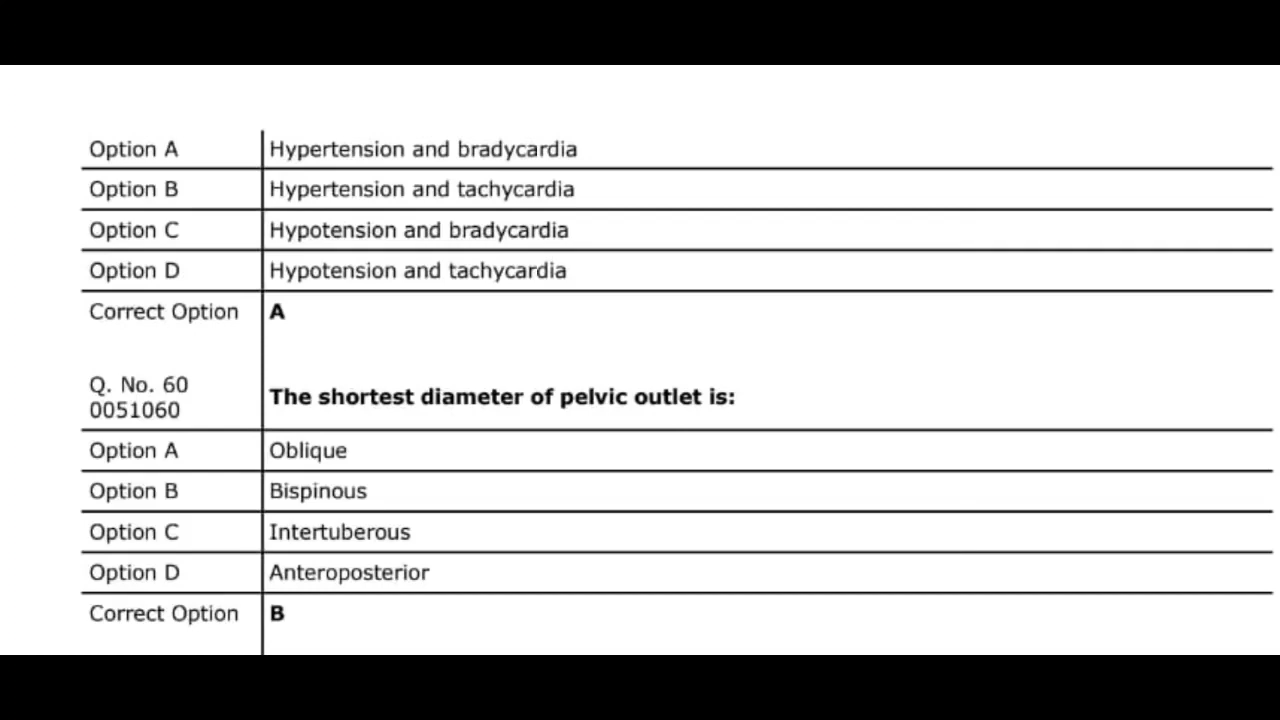 Option A Hypertension and bradycardia
Option B Hypertension and tachycardia
Option C Hypotension and bradycardia
Option D Hypotension and tachycardia
Correct Option A
Q. No. 60
0051060
The shortest diameter of pelvic outlet is:
Option A Oblique
Option B Bispinous
Option C Intertuberous
Option D Anteroposterior
Correct Option B